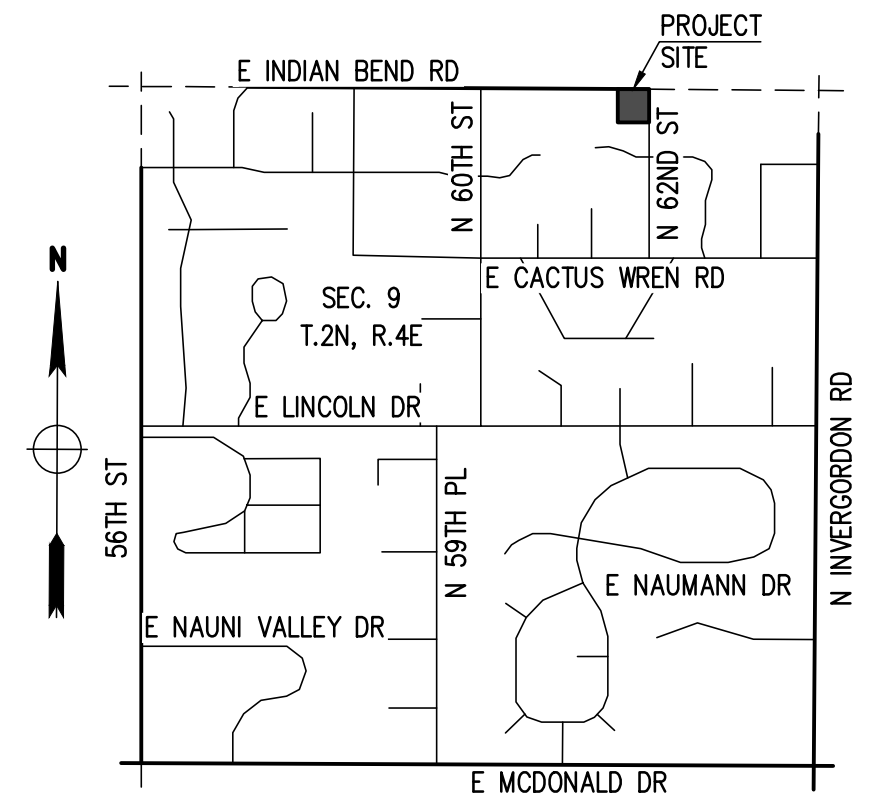 PROJECT
SITE
E INDIAN BEND RD
N 60TH ST
N 62ND ST
N
E CACTUS WREN RD
SEC. 9
T.2N, R.4E
E LINCOLN DR
56TH ST
N 59TH PL
N INVERGORDON RD
E NAUMANN DR
E NAUNI VALLEY DR
E MCDONALD DR